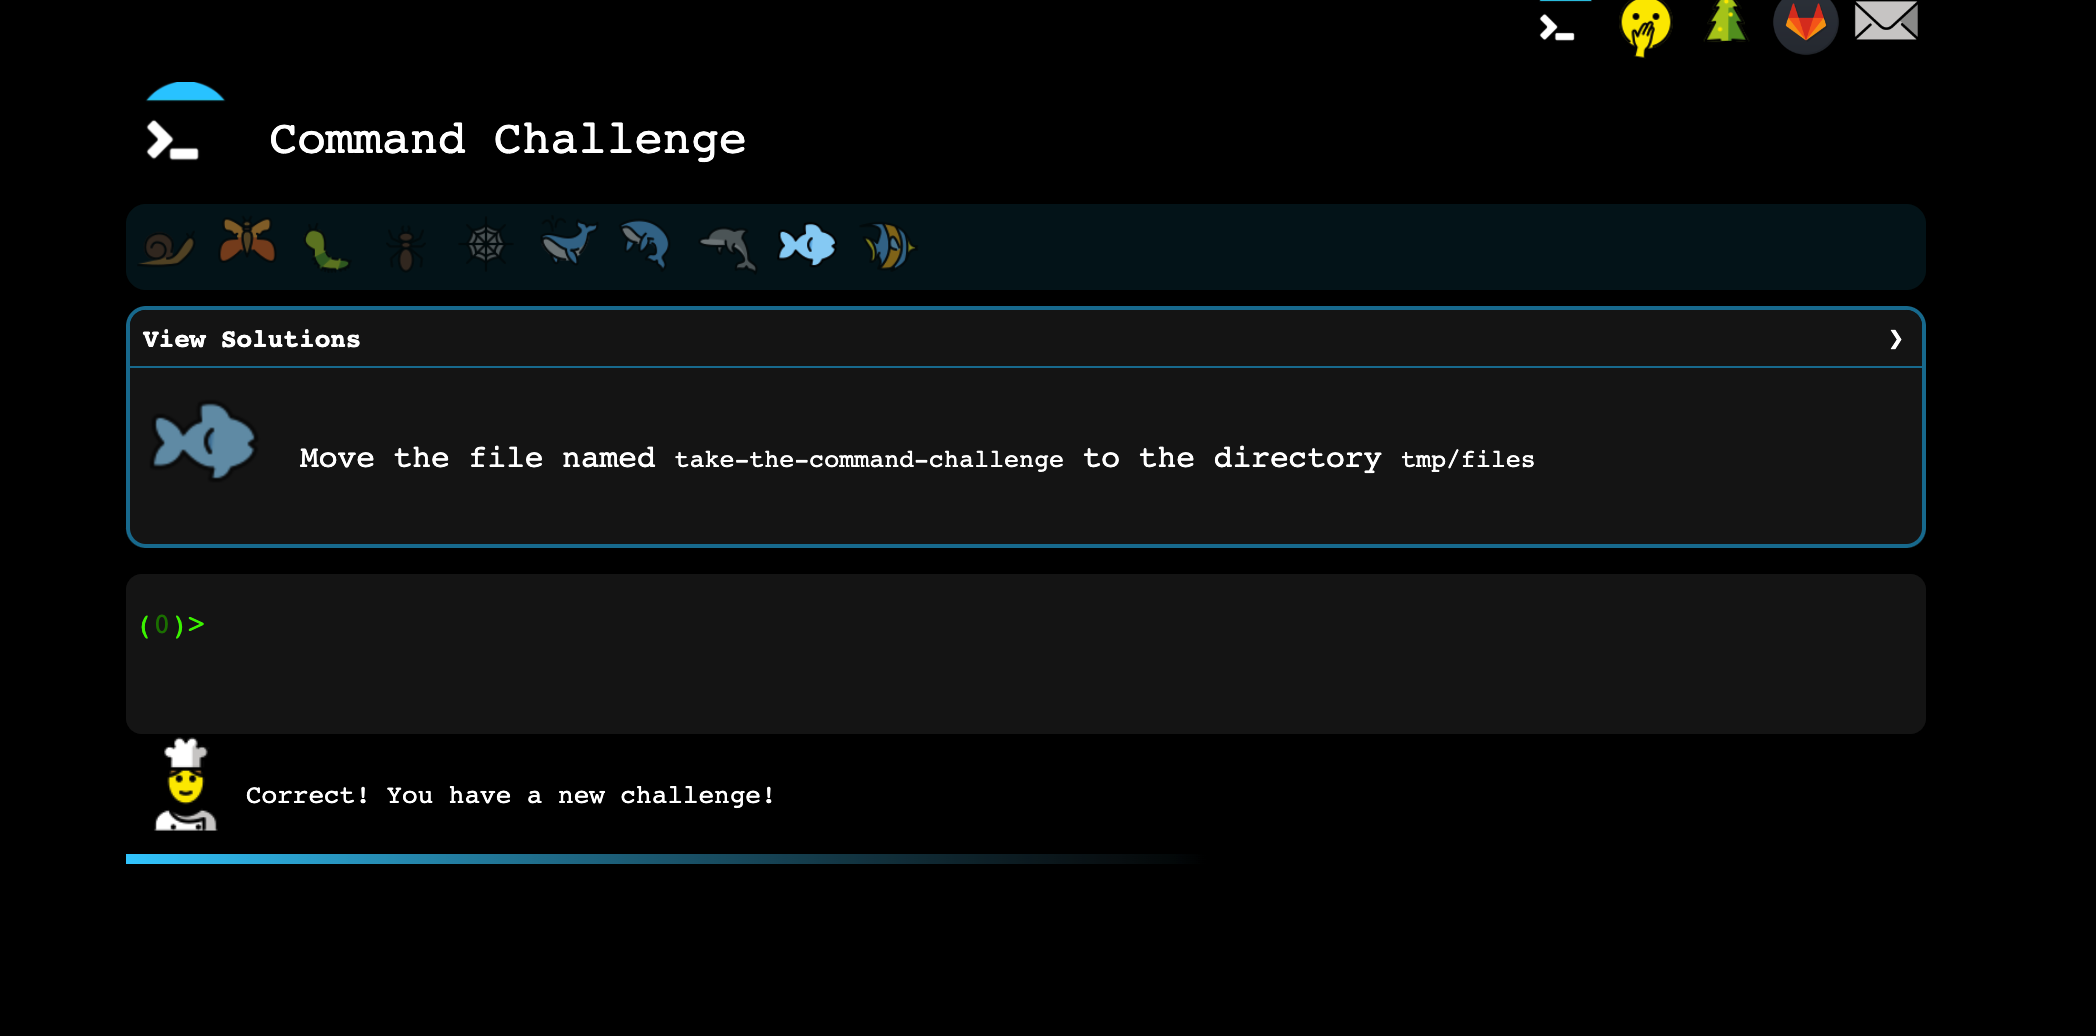 Command Challenge
View Solutions
Move the file named take-the-command-challenge to the directory tmp/files
(0)>
Correct! You have a new challenge!